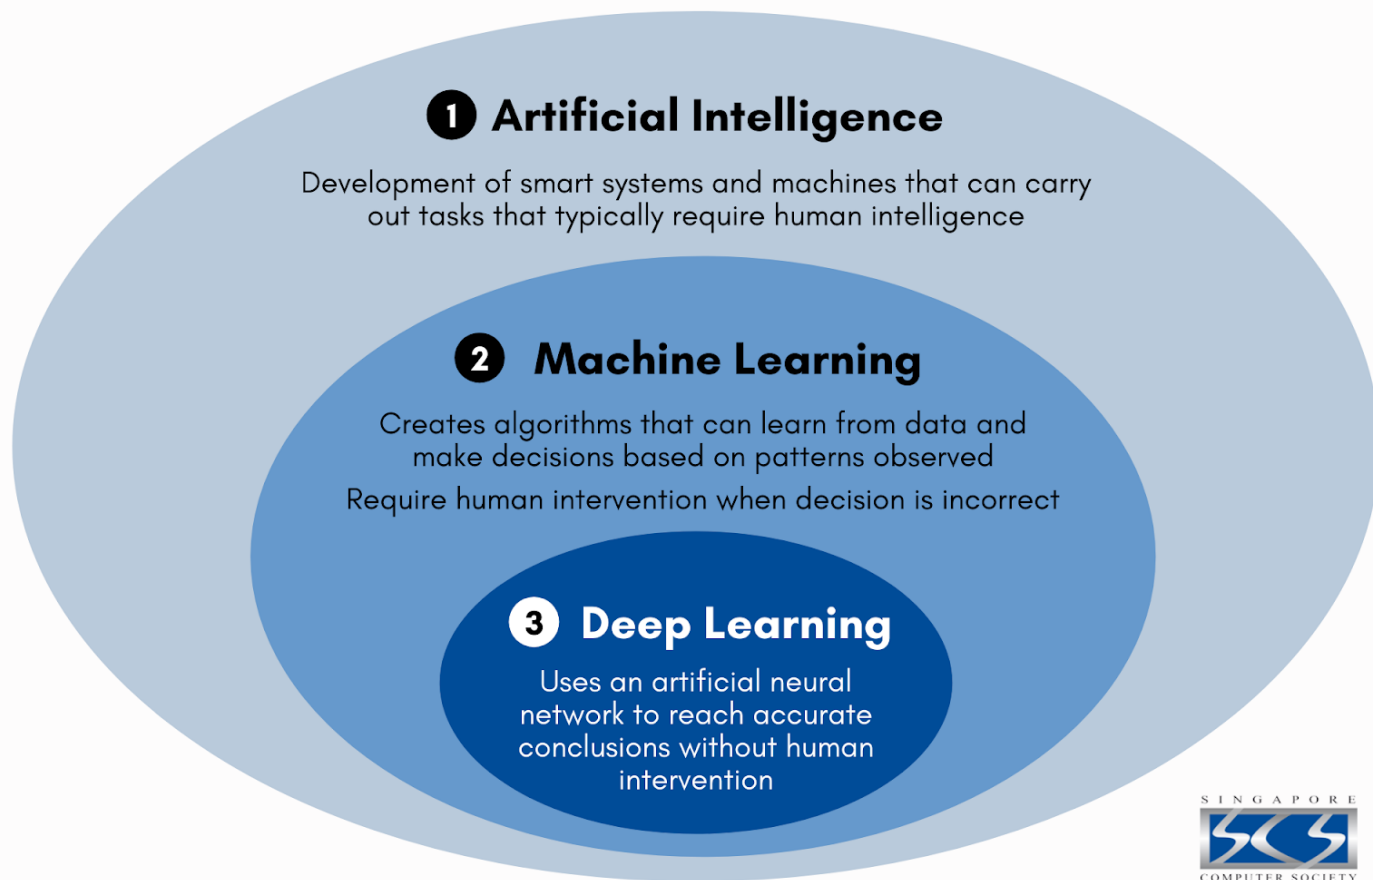 1 Artificial Intelligence
Development of smart systems and machines that can carry
out tasks that typically require human intelligence
2 Machine Learning
Creates algorithms that can learn from data and
make decisions based on patterns observed
Require human intervention when decision is incorrect
3 Deep Learning
Uses an artificial neural
network to reach accurate
conclusions without human
intervention
SINGAPORE
SCS
COMPUTER SOCIETY